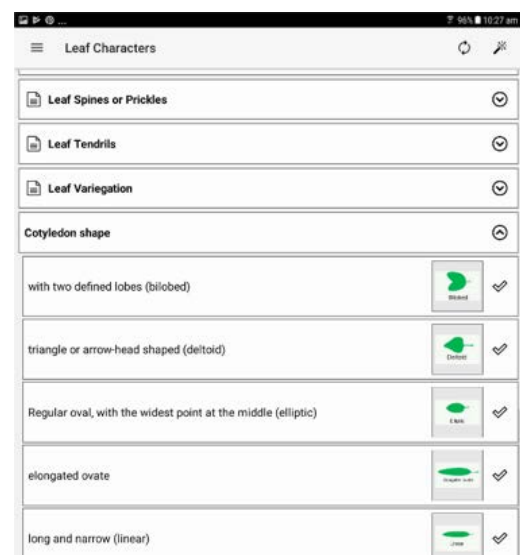 96% 10:27 am
Leaf Characters
Leaf Spines or Prickles
Leaf Tendrils
Leaf Variegation
Cotyledon shape
with two defined lobes (bilobed)
Bilobed
triangle or arrow-head shaped (deltoid)
Deltoid
Regular oval, with the widest point at the middle (elliptic)
elongated ovate
long and narrow (linear)
Linear